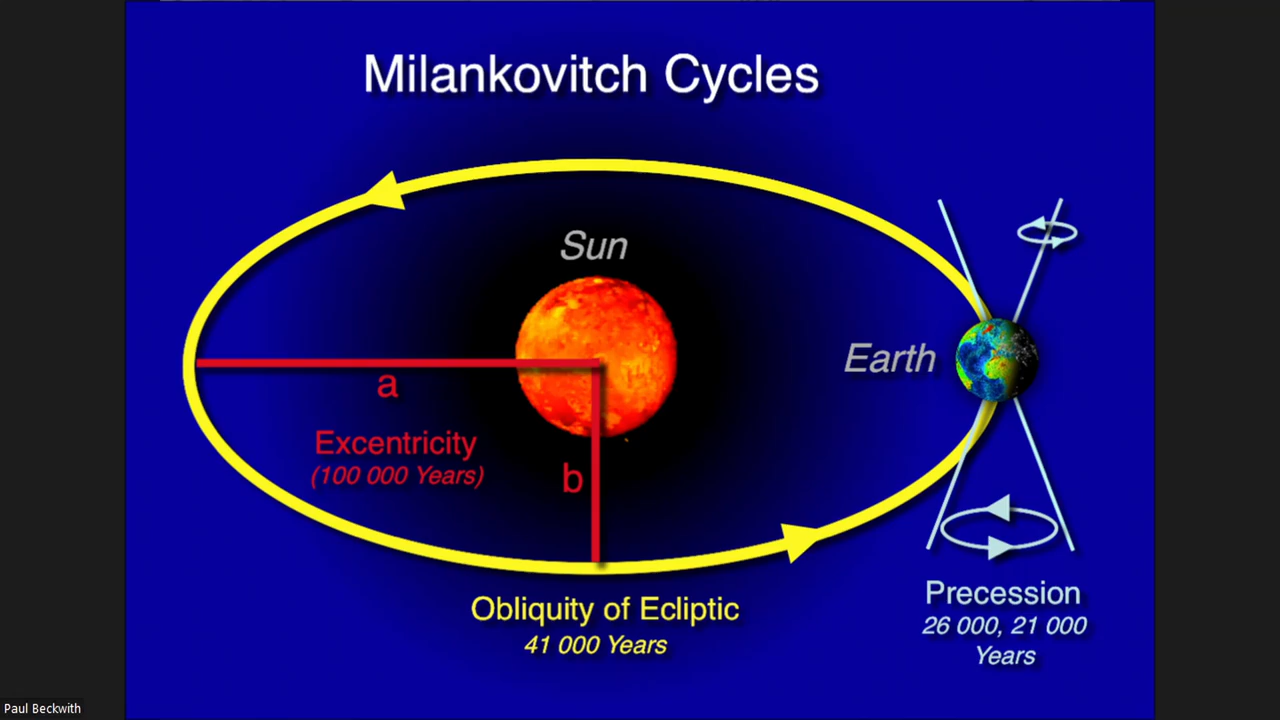 Milankovitch Cycles
Sun
Earth
a
Excentricity
(100 000 Years)
b
Obliquity of Ecliptic
41 000 Years
Precession
26 000, 21 000
Years
Paul Beckwith